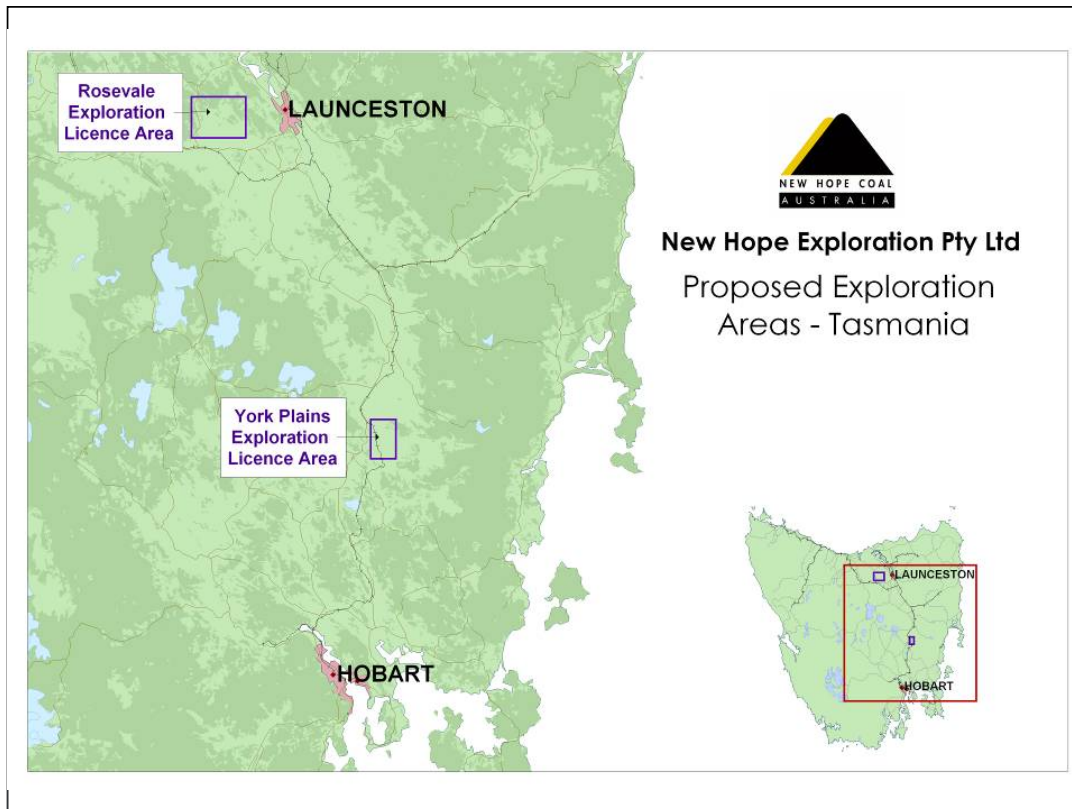 Rosevale
Exploration
Licence Area
LAUNCESTON
York Plains
Exploration
Licence Area
HOBART
NEW HOPE COAL
AUSTRALIA
New Hope Exploration Pty Ltd
Proposed Exploration
Areas - Tasmania
LAUNCESTON
HOBART